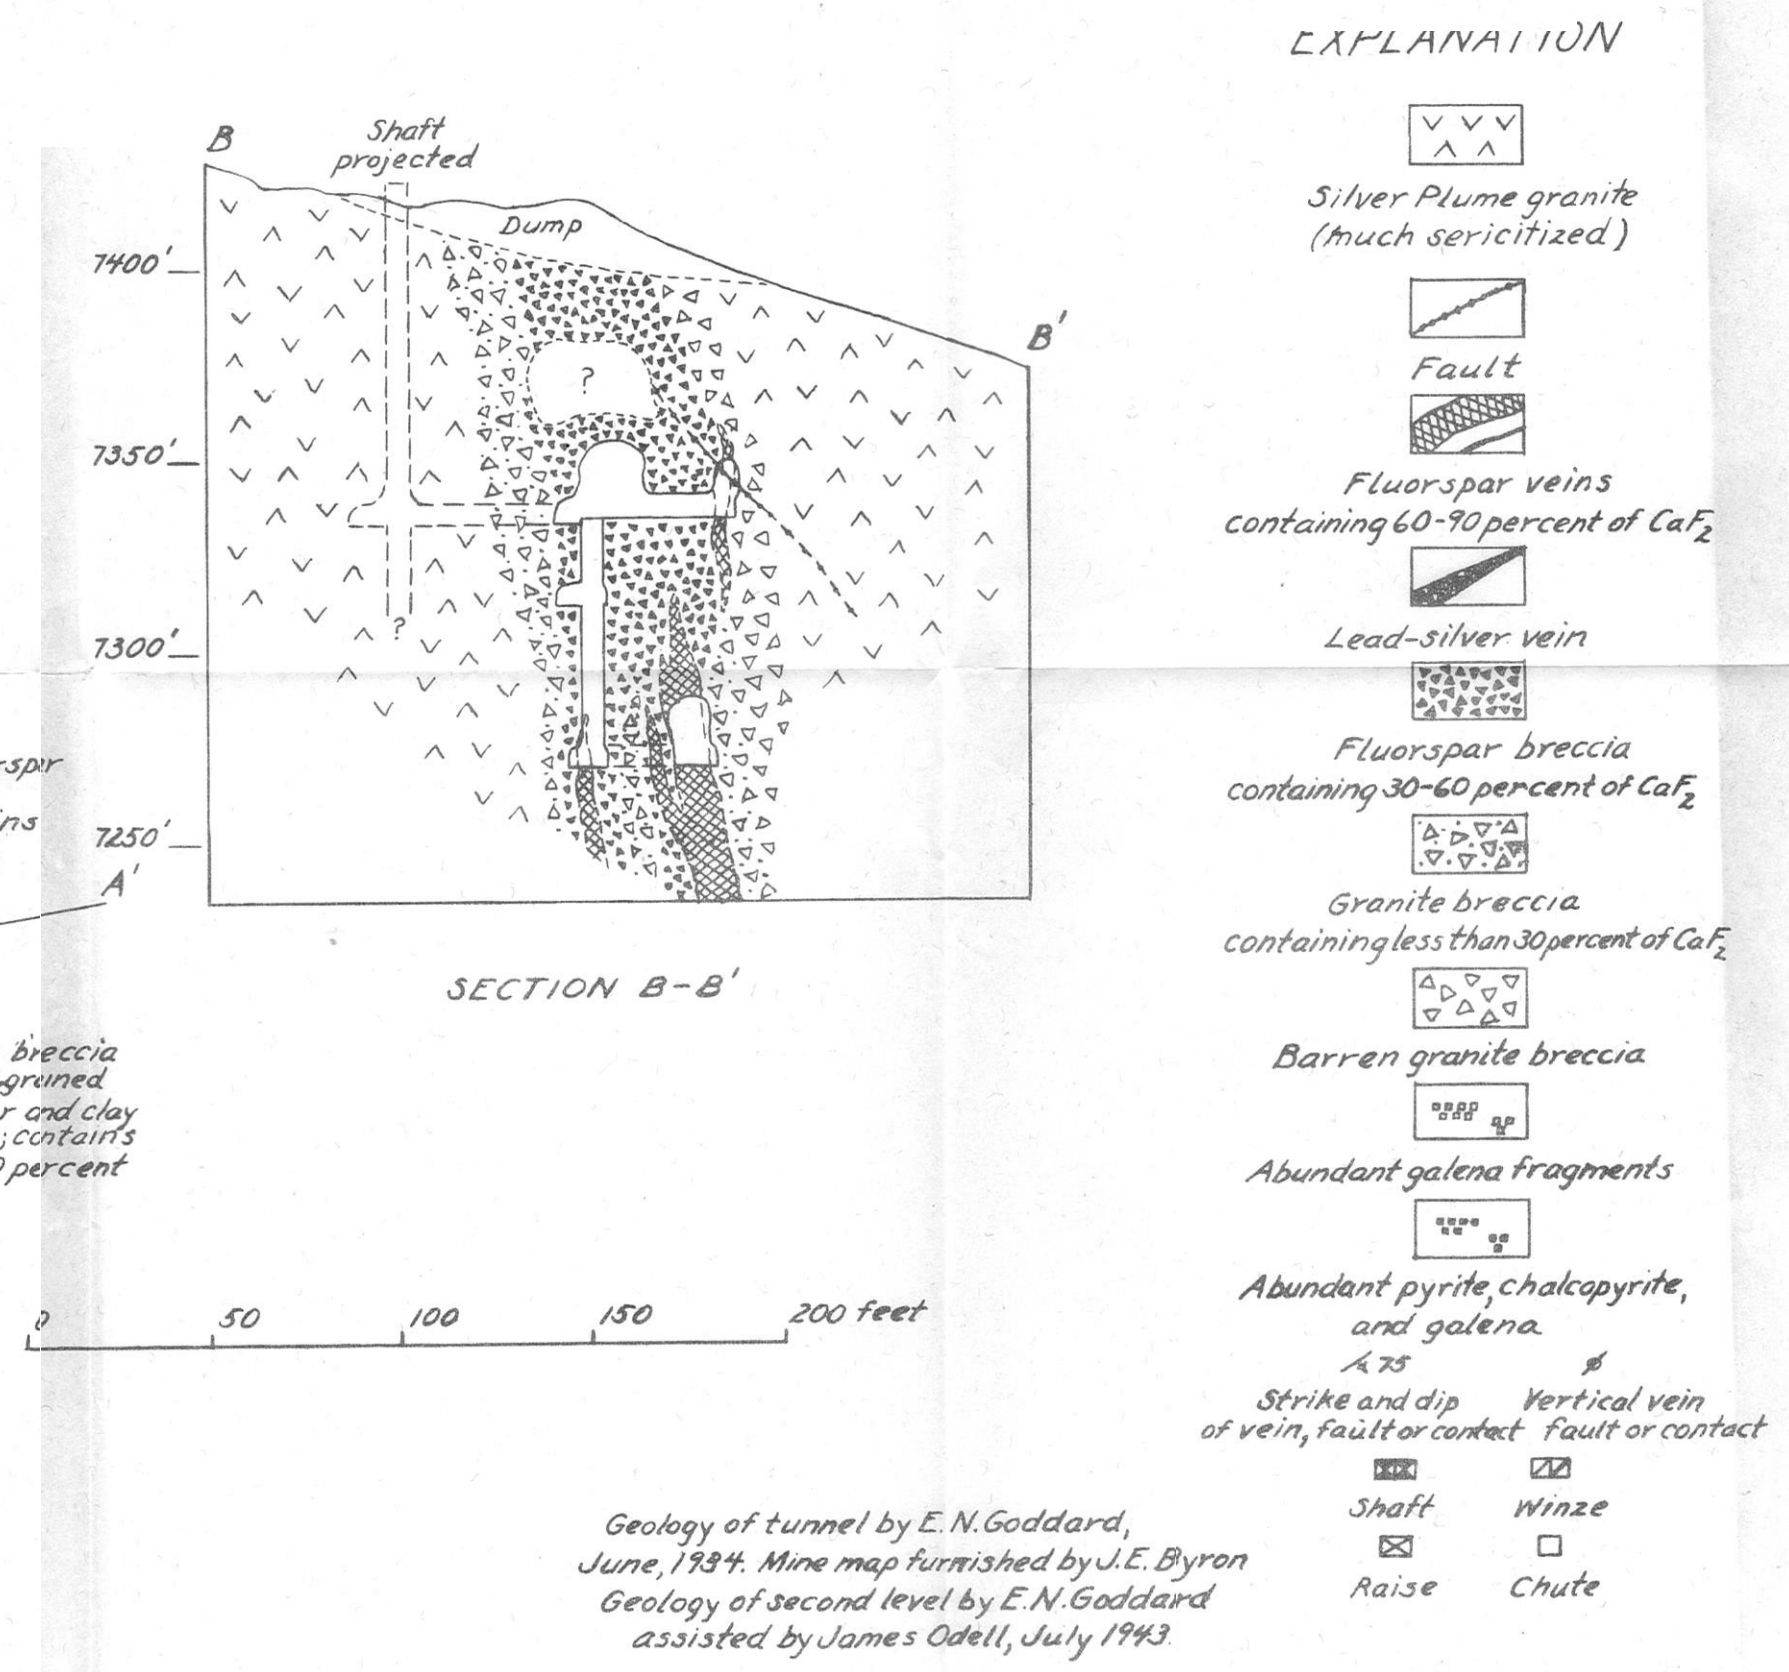 EXPLANATION
B
Shaft
projected
Dump
7400'
B'
?
7350'
?
7300'
7250'
A'
SECTION B-B'
breccia
and clay
contains
percent
0 50 100 150 200 feet
Silver Plume granite
(much sericitized)
Fault
Fluorspar veins
containing 60-90 percent of CaF2
Lead-silver vein
Fluorspar breccia
containing 30-60 percent of CaF2
Granite breccia
containing less than 30 percent of CaF2
Barren granite breccia
Abundant galena fragments
Abundant pyrite, chalcopyrite,
and galena
75
Strike and dip
of vein, fault or contact
Vertical vein
fault or contact
Shaft
Winze
Raise
Chute
Geology of tunnel by E.N. Goddard,
June, 1934. Mine map furnished by J.E. Byron
Geology of second level by E.N. Goddard
assisted by James Odell, July 1943.